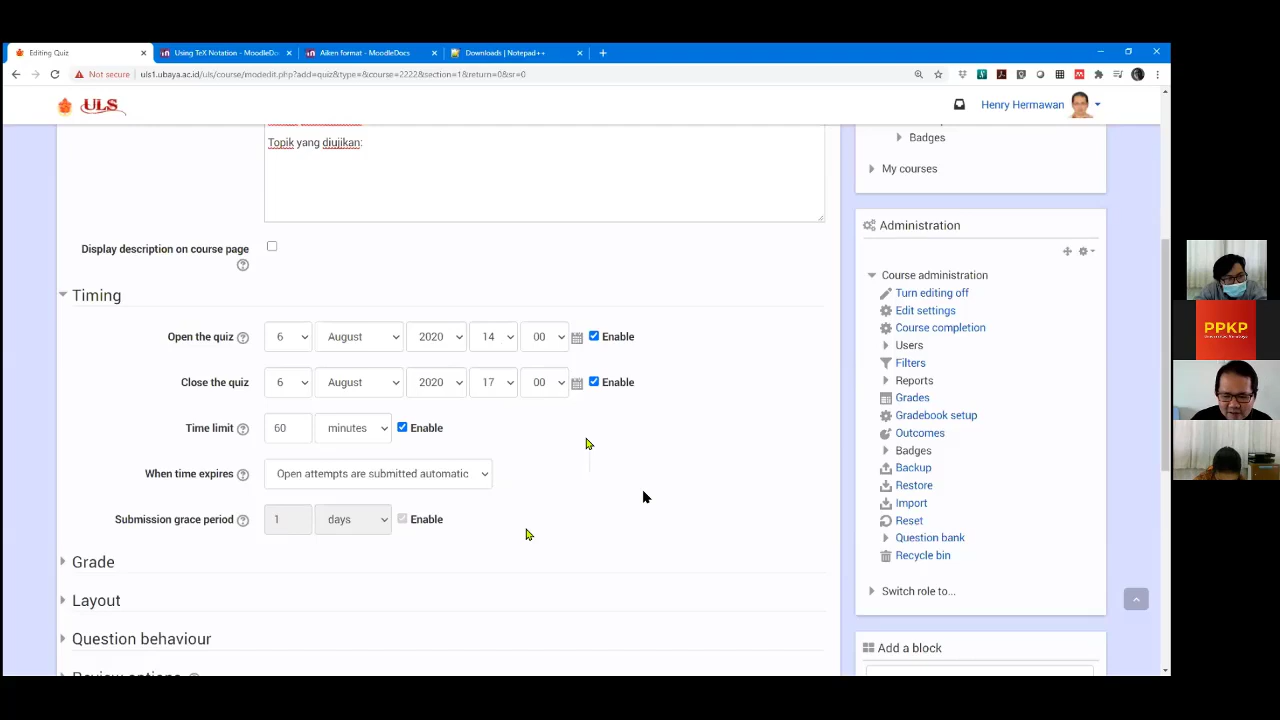 Editing Quiz
Using TeX Notation - MoodleDo
Aiken format - MoodleDocs
Downloads | Notepad++
Not secure
uls1.ubaya.ac.id/uls/course/modedit.php?add=quiz&type=&course=2222&section=1&return=0&sr=0
ULS
Henry Hermawan
Topik yang diujikan:
Display description on course page
Timing
Open the quiz
6
August
2020
14
00
Enable
Close the quiz
6
August
2020
17
00
Enable
Time limit
60
minutes
Enable
When time expires
Open attempts are submitted automatic
Submission grace period
1
days
Enable
Grade
Layout
Question behaviour
Badges
My courses
Administration
Course administration
Turn editing off
Edit settings
Course completion
Users
Filters
Reports
Grades
Gradebook setup
Outcomes
Badges
Backup
Restore
Import
Reset
Question bank
Recycle bin
Switch role to...
Add a block
PPKP